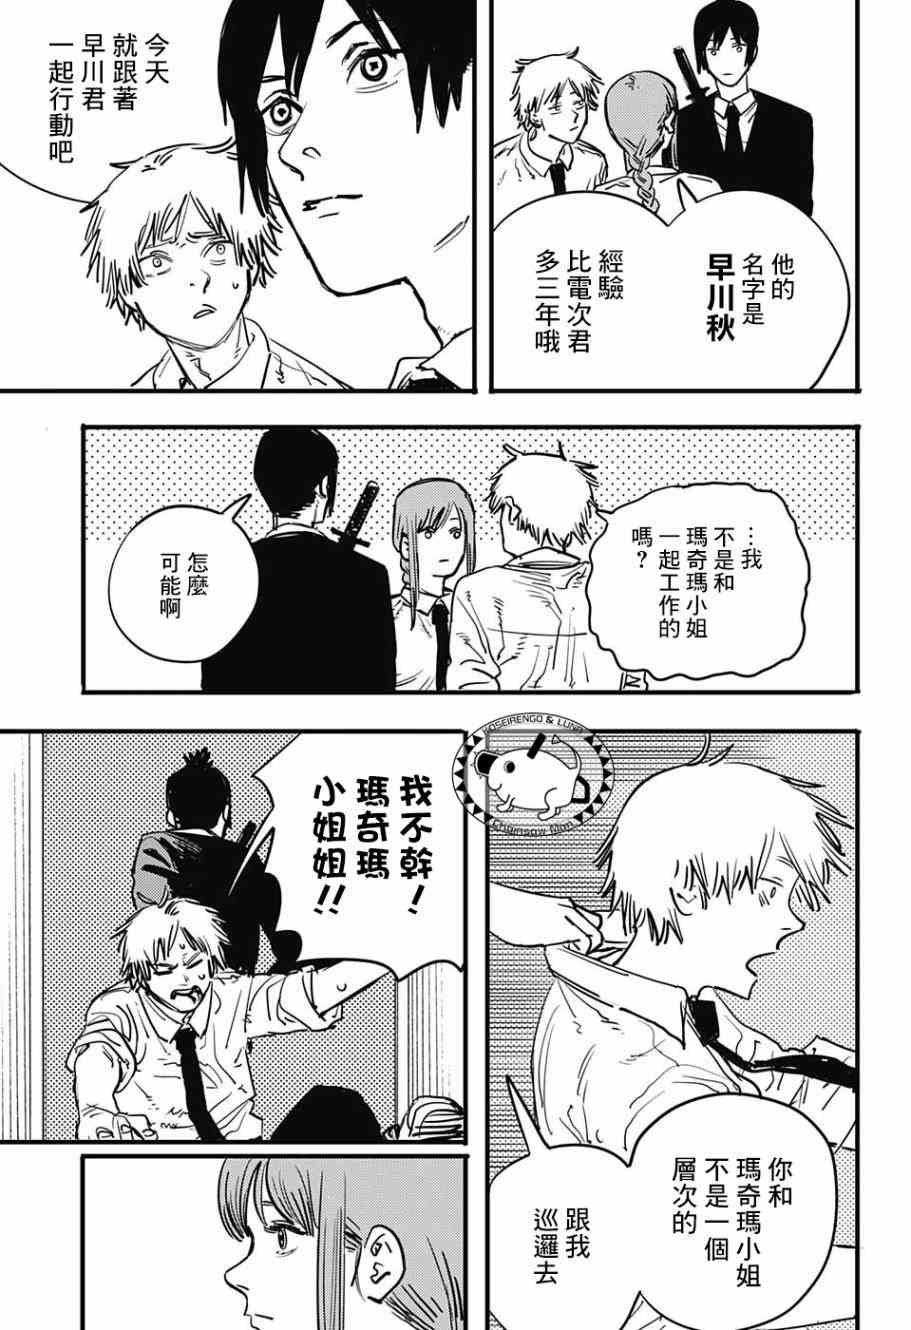 他的
名字是
早川秋
經驗
比電次君
多三年哦
今天
就跟著
早川君
一起行動吧
…我
不是和
瑪奇瑪小姐
一起工作的
嗎?
怎麼
可能啊
你和
瑪奇瑪小姐
不是一個
層次的
跟我
巡邏去
我不幹!
瑪奇瑪
小姐姐!!
KOSEIRENGO & LUNA
Chainsaw Man